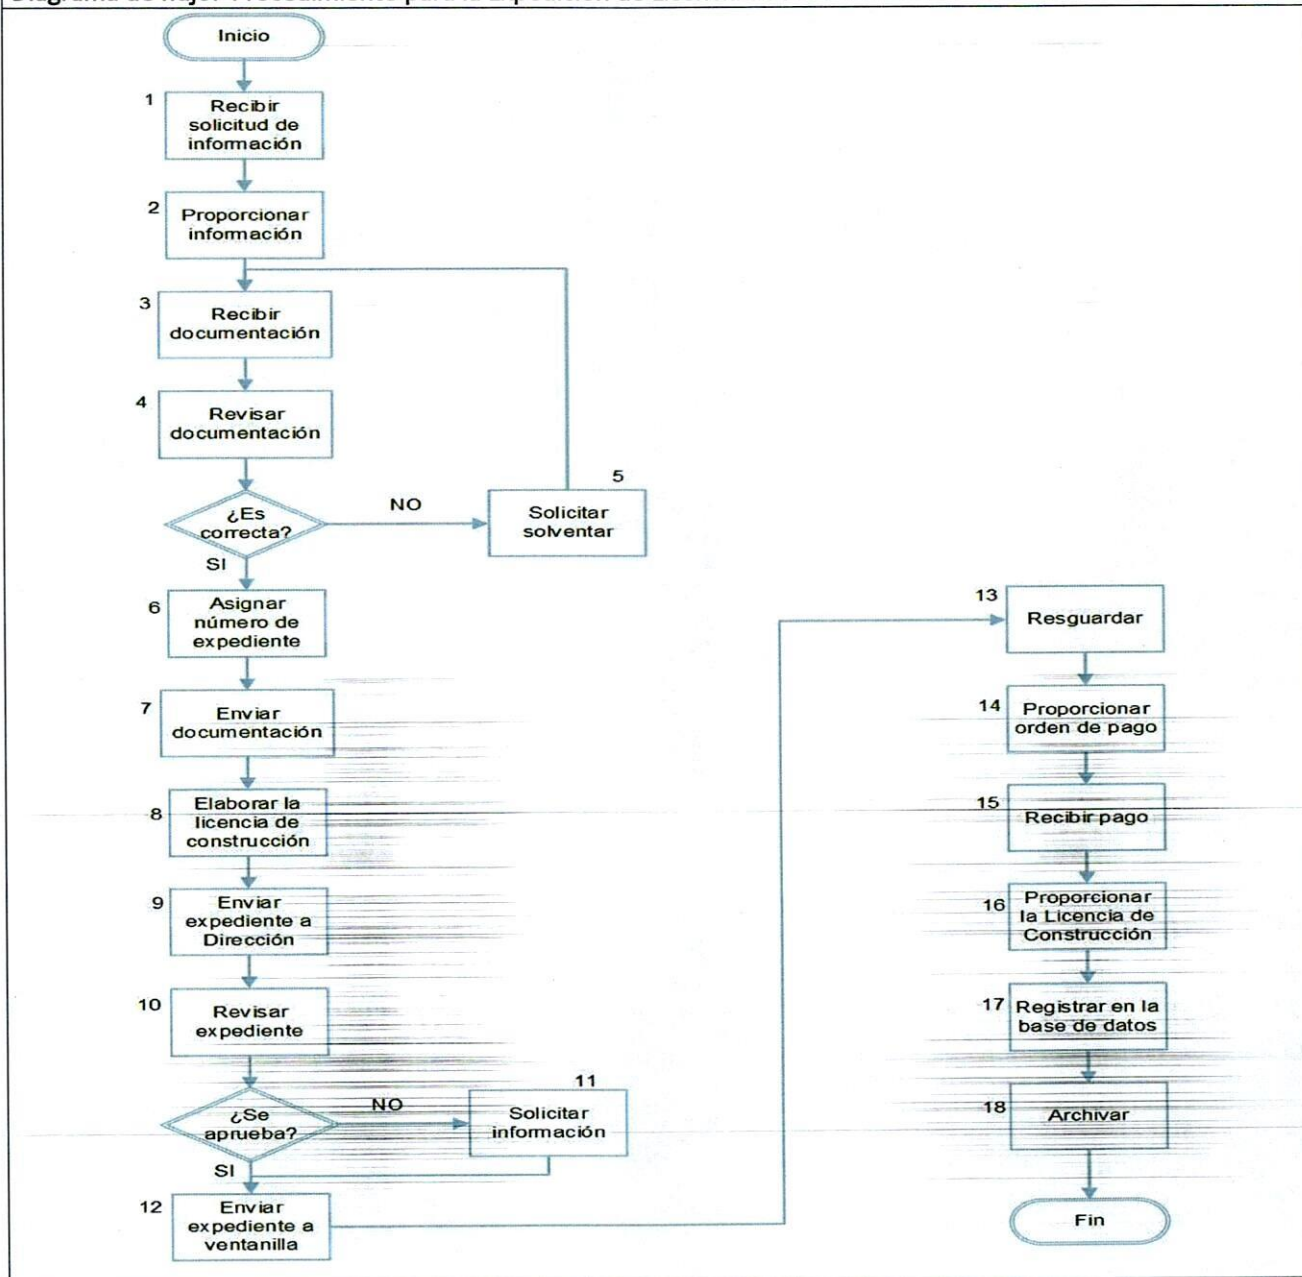 Inicio
1
Recibir
solicitud de
información
2
Proporcionar
información
3
Recibir
documentación
4
Revisar
documentación
¿Es
correcta?
NO
5
Solicitar
solventar
SI
6
Asignar
número de
expediente
7
Enviar
documentación
8
Elaborar la
licencia de
construcción
9
Enviar
expediente a
Dirección
10
Revisar
expediente
¿Se
aprueba?
NO
11
Solicitar
información
SI
12
Enviar
expediente a
ventanilla
13
Resguardar
14
Proporcionar
orden de pago
15
Recibir pago
16
Proporcionar
la Licencia de
Construcción
17
Registrar en la
base de datos
18
Archivar
Fin